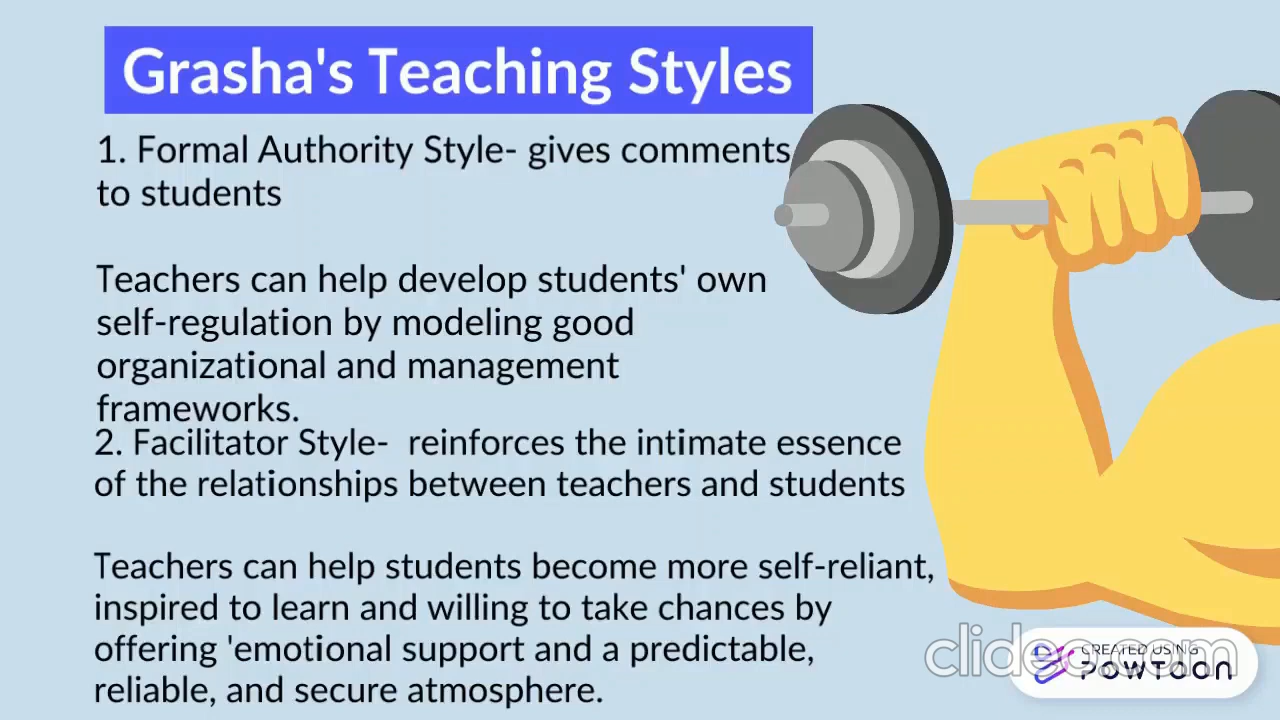 Grasha's Teaching Styles
1. Formal Authority Style- gives comments
to students
Teachers can help develop students' own
self-regulation by modeling good
organizational and management
frameworks.
2. Facilitator Style-  reinforces the intimate essence
of the relationships between teachers and students
Teachers can help students become more self-reliant,
inspired to learn and willing to take chances by
offering 'emotional support and a predictable,
reliable, and secure atmosphere.
clideo.com
CREATED USING
POWTOON